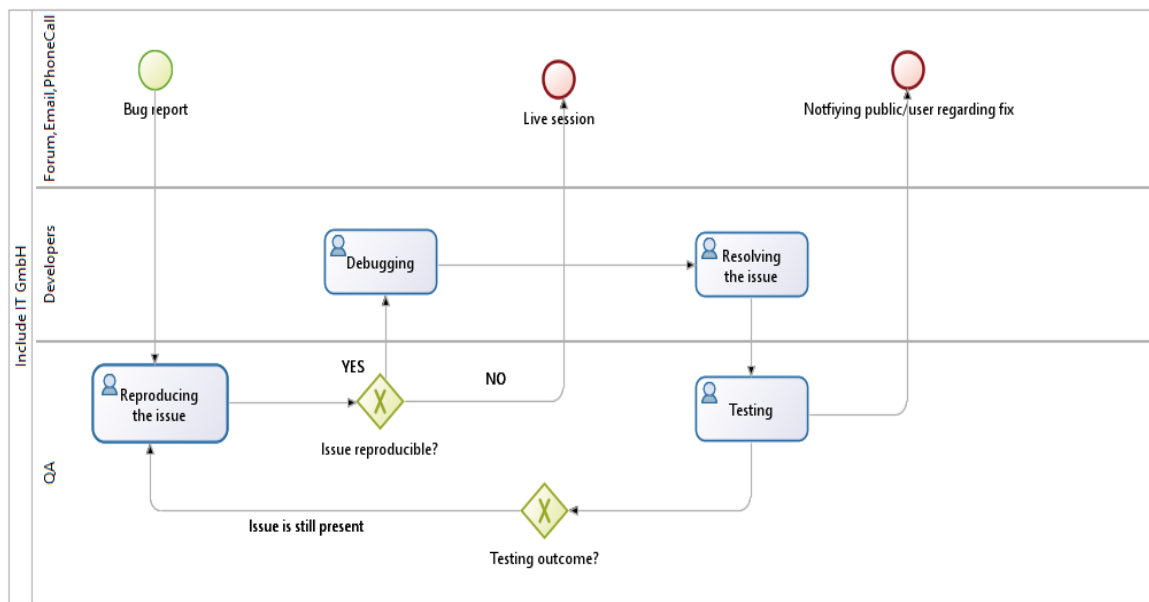 Include IT GmbH
Forum,Email,PhoneCall
Bug report
Live session
Notfiying public/user regarding fix
Developers
Debugging
Resolving
the issue
QA
Reproducing
the issue
YES
NO
Issue reproducible?
Testing
Issue is still present
Testing outcome?